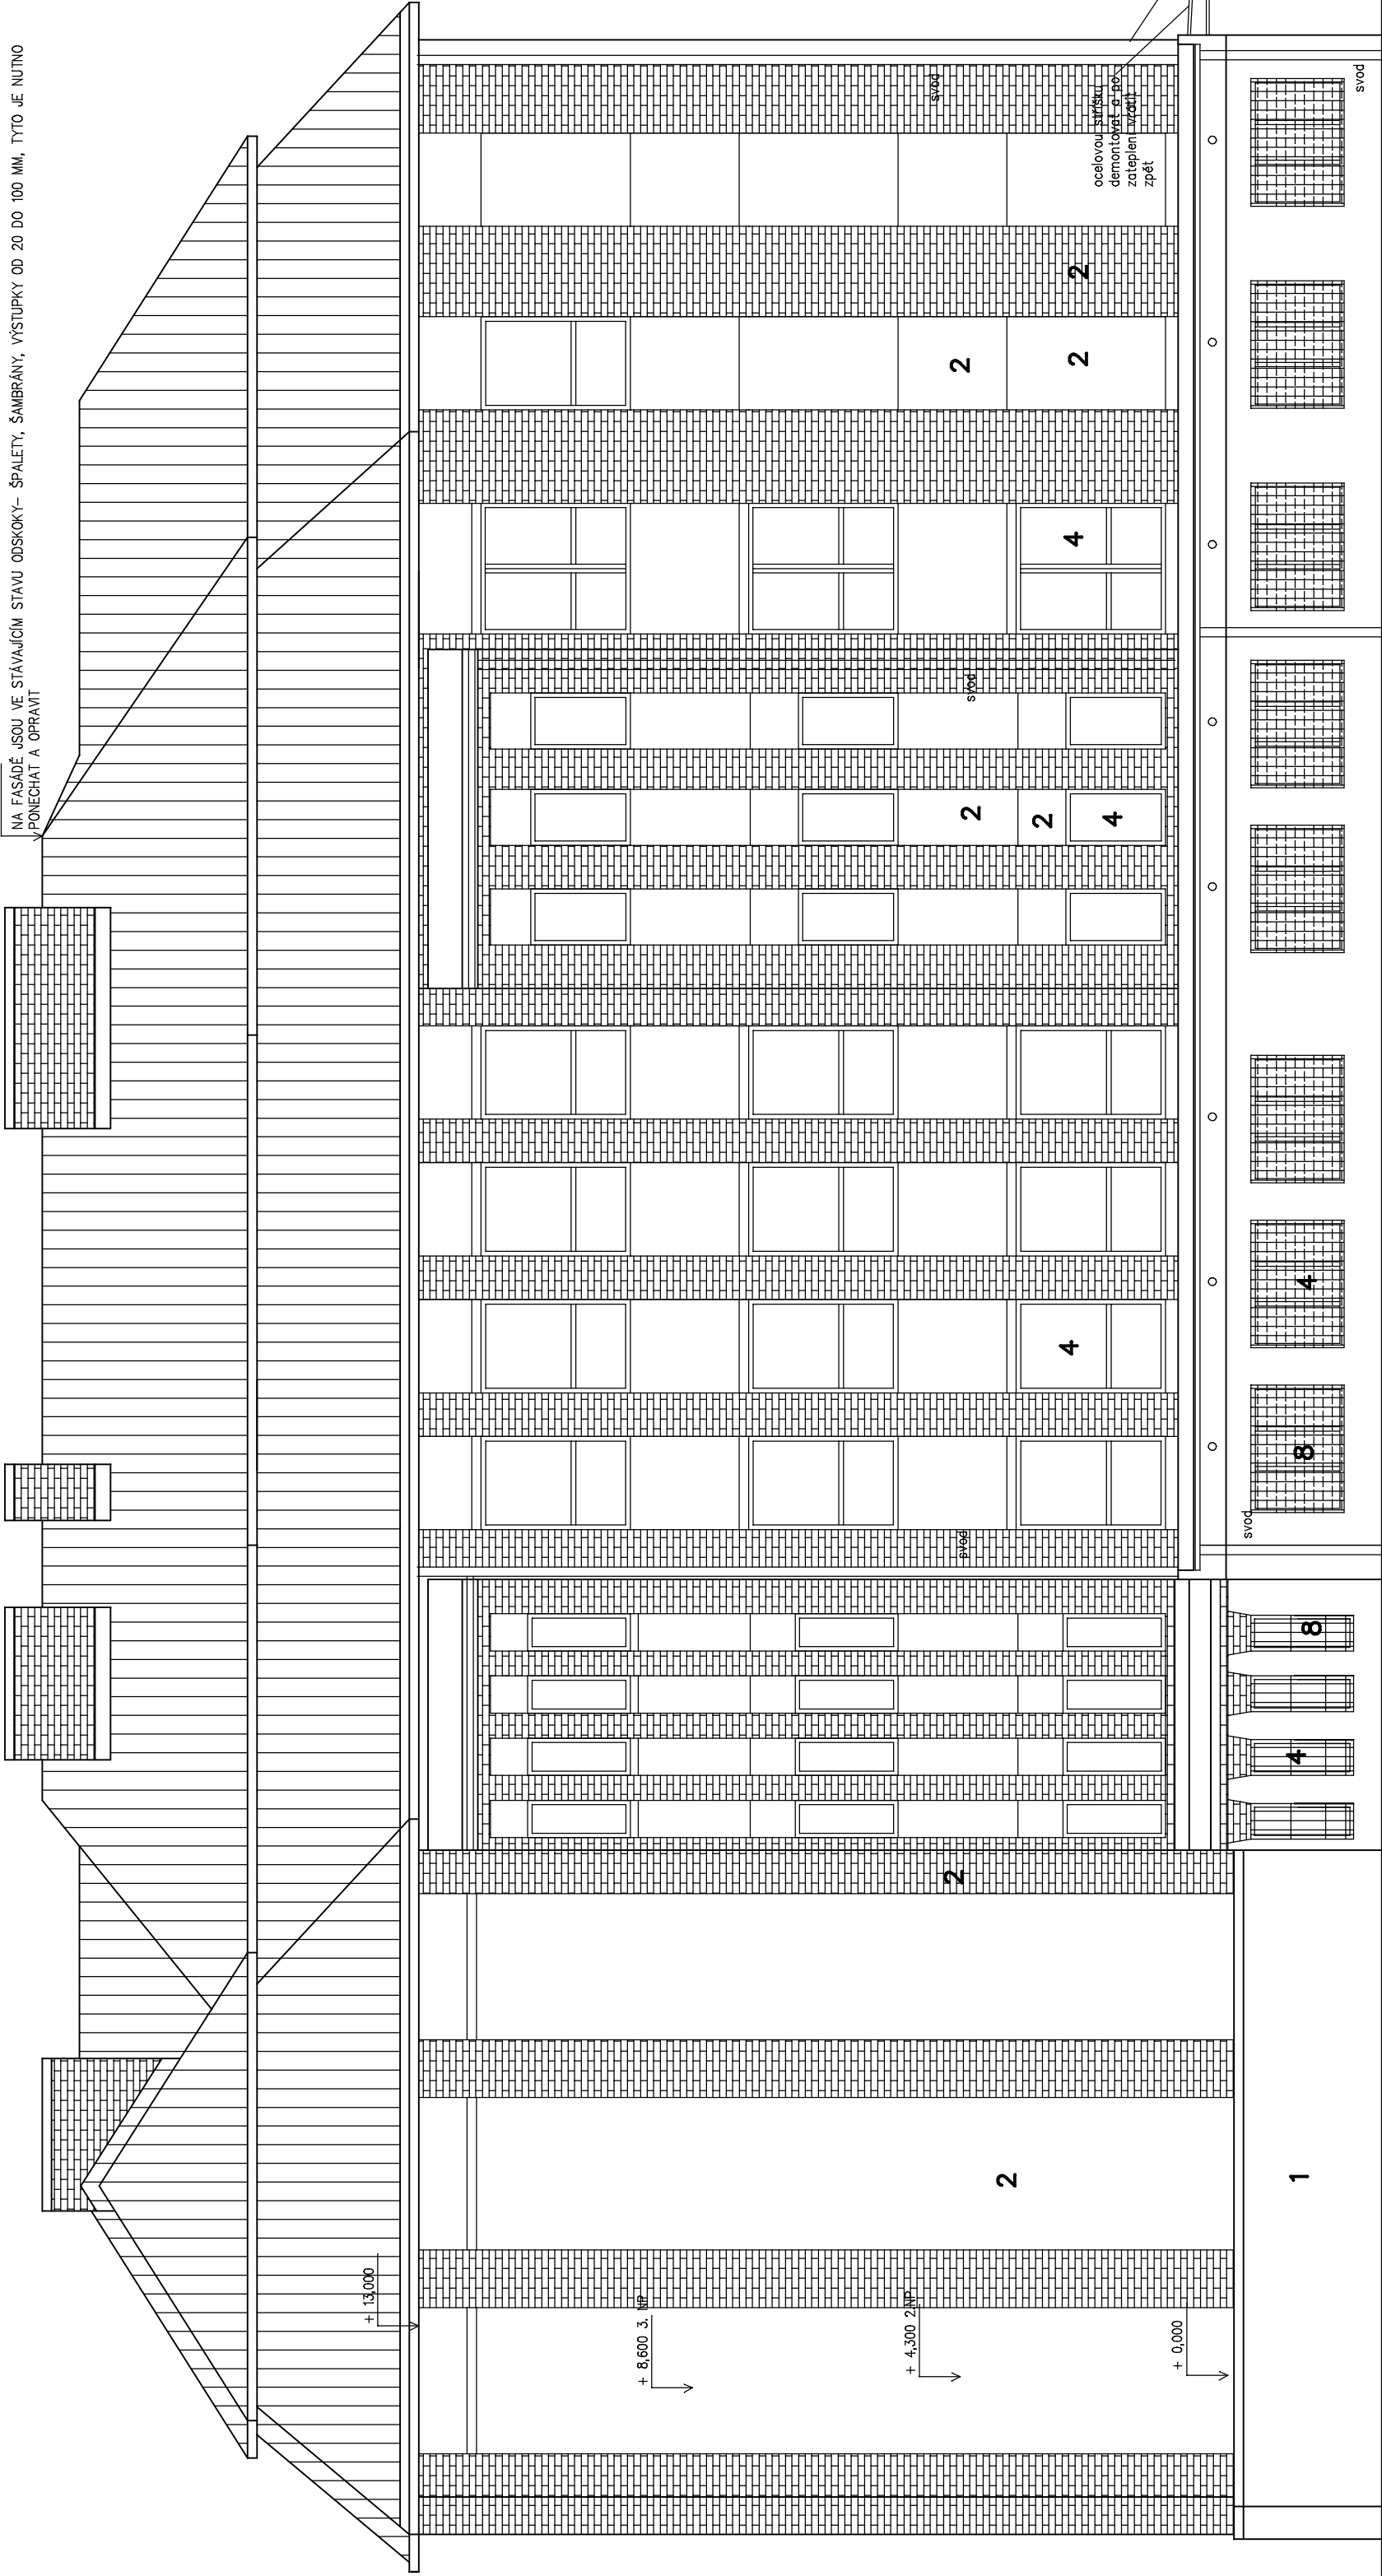 NA FASÁDĚ JSOU VE STÁVAJÍCÍM STAVU ODSKOKY- ŠPALETY, ŠAMBRÁNY, VÝSTUPKY OD 20 DO 100 MM, TYTO JE NUTNO
PONECHAT A OPRAVIT
+ 13,000
+ 8,600 3. NP
+ 4,300 2.NP
+ 0,000
svod
svod
svod
svod
svod
ocelovou stříšku
demontovat a po
zateplení vrátit
zpět
2
2
2
4
2
2
4
4
4
8
8
4
2
2
1